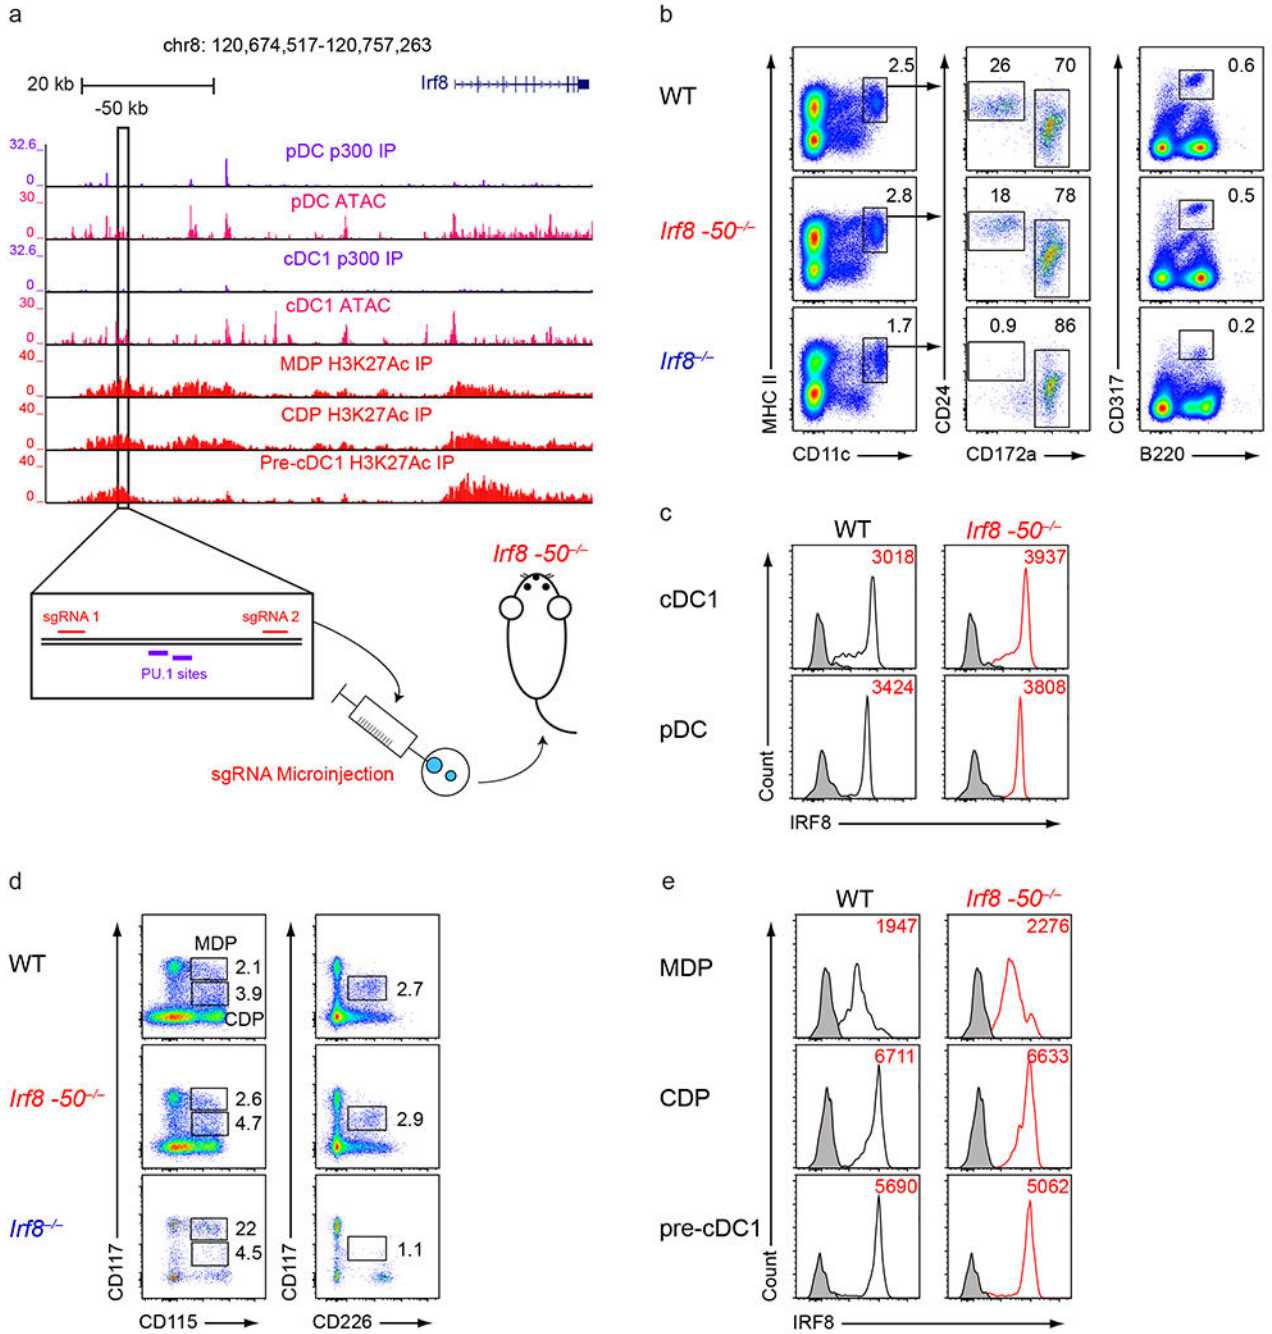 a
chr8: 120,674,517-120,757,263
20 kb
Irf8
-50 kb
32.6
pDC p300 IP
0
30
pDC ATAC
0
32.6
cDC1 p300 IP
0
30
cDC1 ATAC
0
40
MDP H3K27Ac IP
0
40
CDP H3K27Ac IP
0
40
Pre-cDC1 H3K27Ac IP
0
sgRNA 1
sgRNA 2
PU.1 sites
Irf8 -50–/–
sgRNA Microinjection
b
WT
2.5
26 70
0.6
Irf8 -50–/–
2.8
18 78
0.5
Irf8–/–
1.7
0.9 86
0.2
MHC II
CD24
CD317
CD11c
CD172a
B220
c
WT
Irf8 -50–/–
cDC1
3018
3937
pDC
3424
3808
Count
IRF8
d
WT
MDP
2.1
3.9
CDP
2.7
Irf8 -50–/–
2.6
4.7
2.9
Irf8–/–
22
4.5
1.1
CD117
CD117
CD115
CD226
e
WT
Irf8 -50–/–
MDP
1947
2276
CDP
6711
6633
pre-cDC1
5690
5062
Count
IRF8